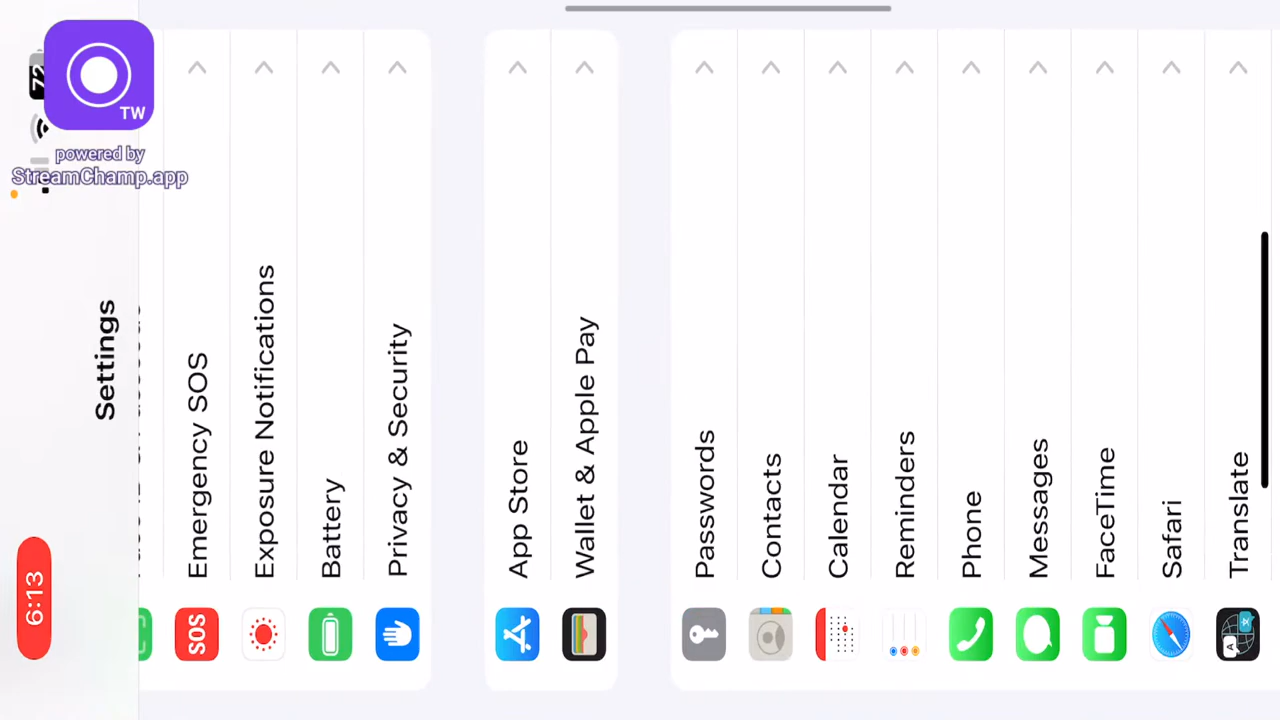 6:13
72
TW
powered by
StreamChamp.app
Settings
SOS
Emergency SOS
Exposure Notifications
Battery
Privacy & Security
App Store
Wallet & Apple Pay
Passwords
Contacts
Calendar
Reminders
Phone
Messages
FaceTime
Safari
A
Translate